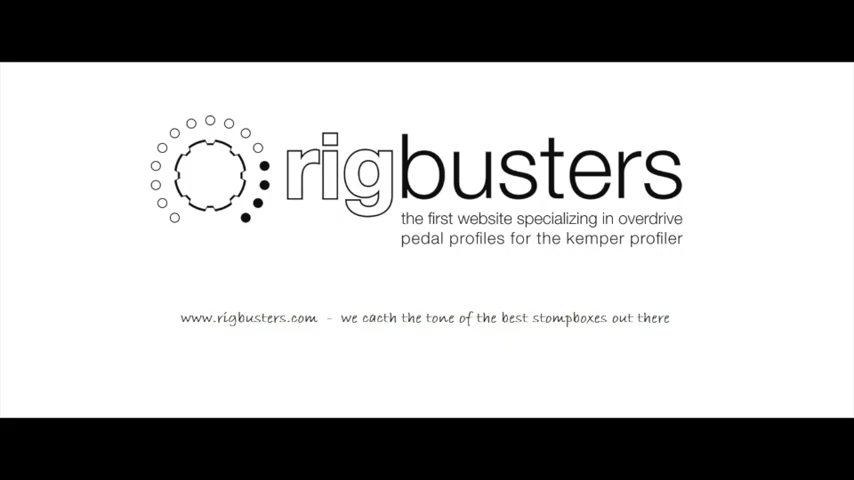 rigbusters
the first website specializing in overdrive
pedal profiles for the kemper profiler
www.rigbusters.com - we cacth the tone of the best stompboxes out there